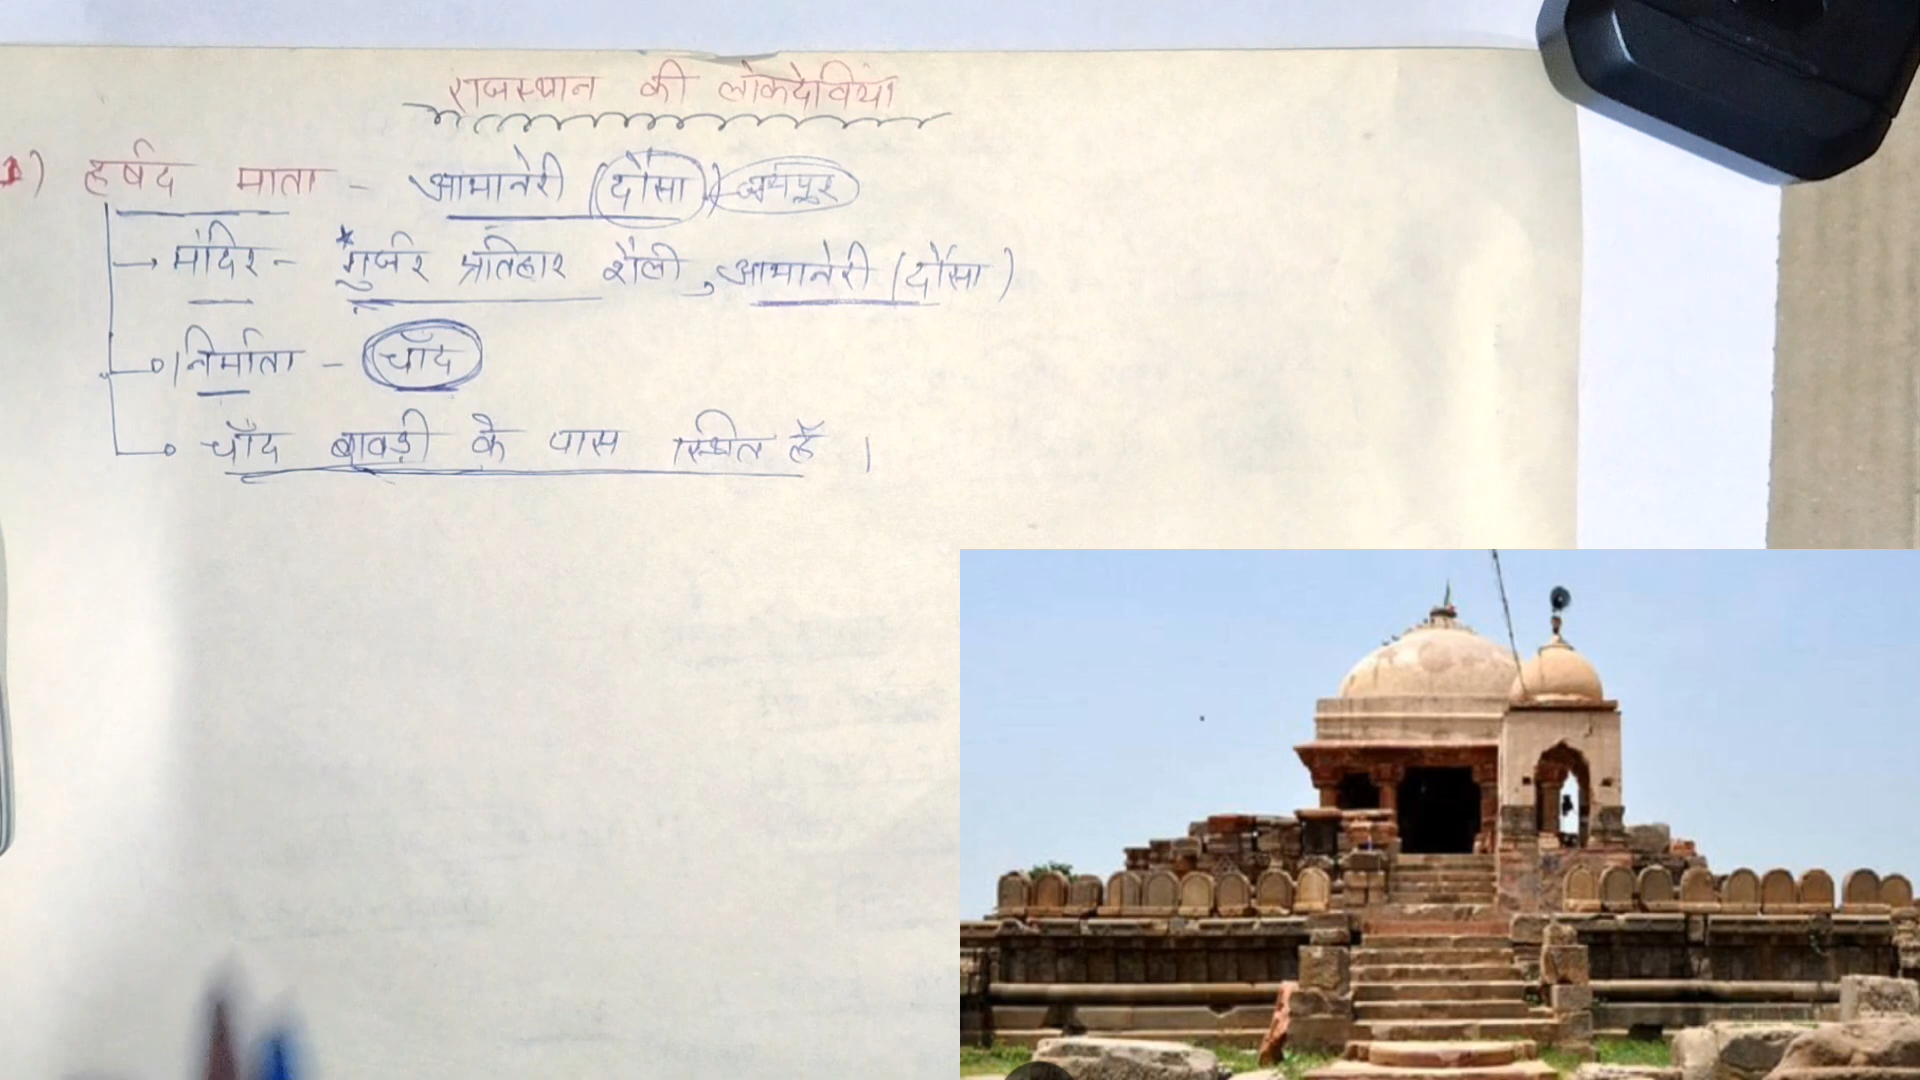 राजस्थान की लोकदेवियां
1) हर्षद माता - आभानेरी (दौसा) जयपुर
→ मंदिर - *गुर्जर प्रतिहार शैली, आभानेरी (दौसा)
निर्माता - चाँद
चाँद बावड़ी के पास स्थित है।